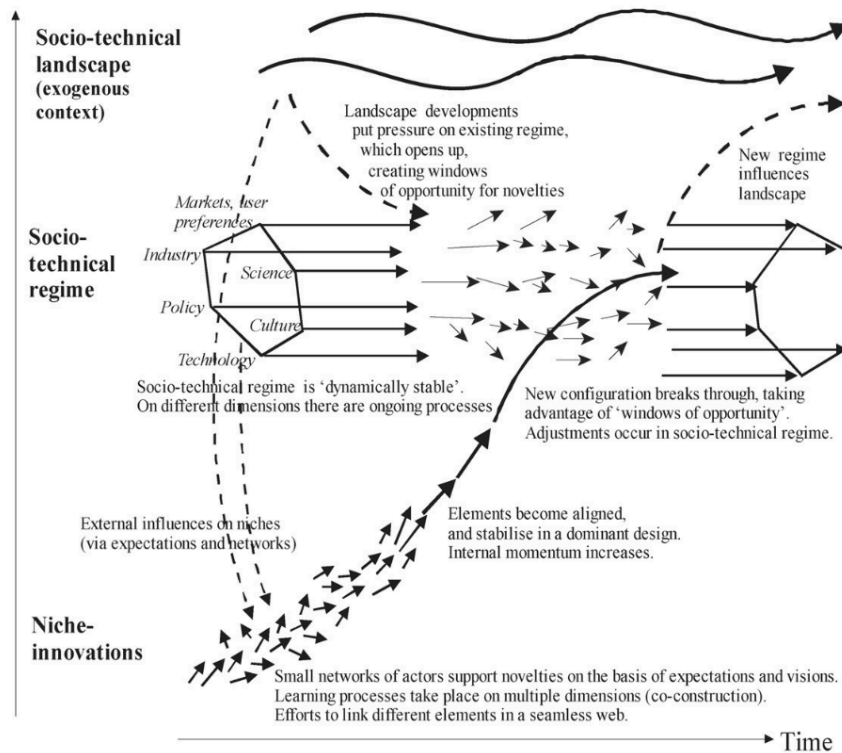 Socio-technical
landscape
(exogenous
context)
Landscape developments
put pressure on existing regime,
which opens up,
creating windows
of opportunity for novelties
New regime
influences
landscape
Socio-
technical
regime
Markets, user
preferences
Industry
Science
Policy
Culture
Technology
Socio-technical regime is ‘dynamically stable’.
On different dimensions there are ongoing processes
New configuration breaks through, taking
advantage of ‘windows of opportunity’.
Adjustments occur in socio-technical regime.
External influences on niches
(via expectations and networks)
Elements become aligned,
and stabilise in a dominant design.
Internal momentum increases.
Niche-
innovations
Small networks of actors support novelties on the basis of expectations and visions.
Learning processes take place on multiple dimensions (co-construction).
Efforts to link different elements in a seamless web.
Time